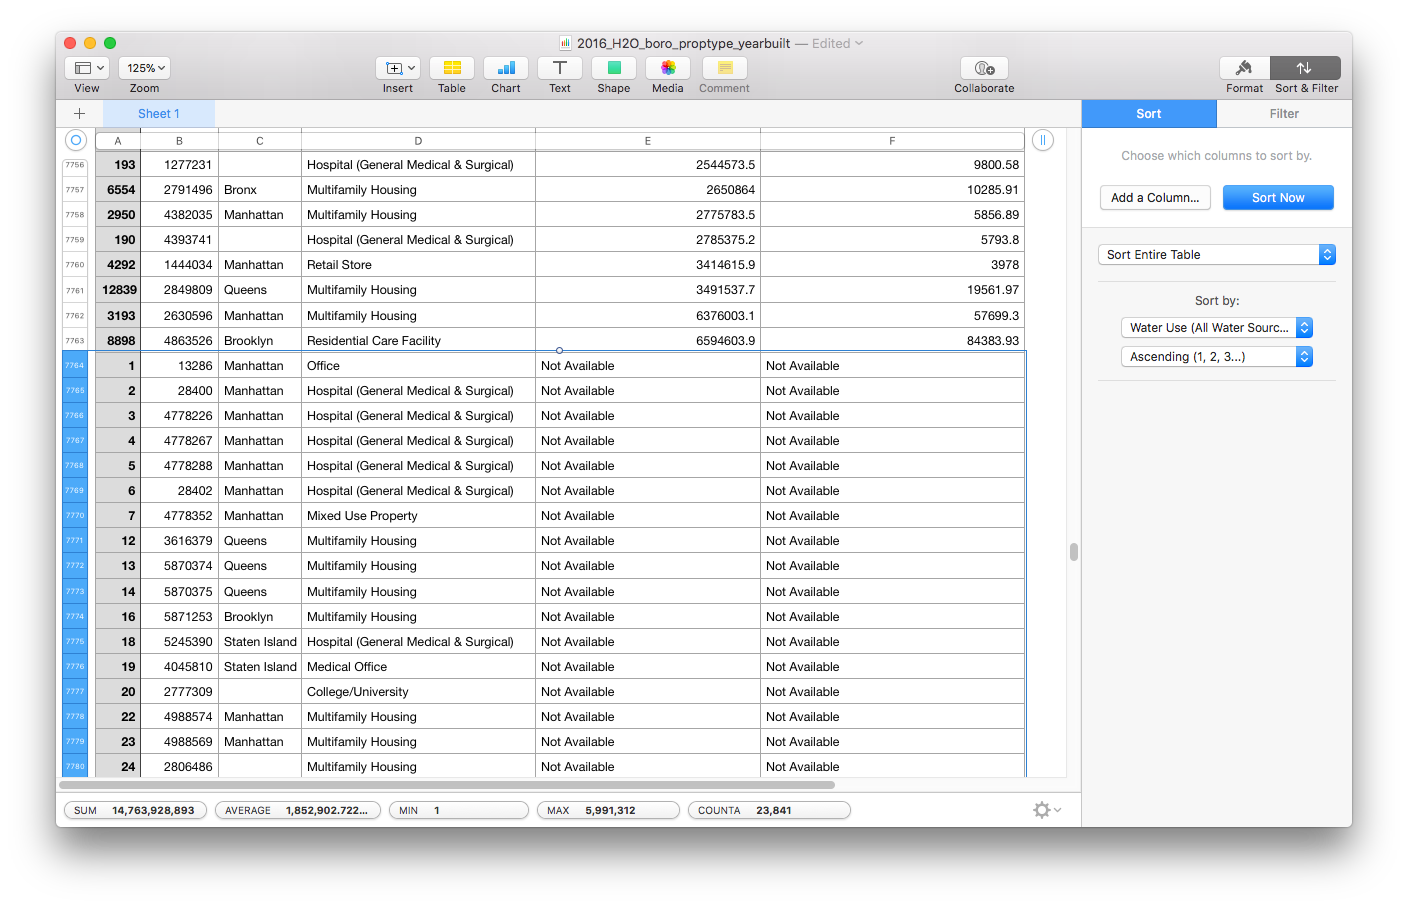 2016_H2O_boro_proptype_yearbuilt — Edited
125%
View Zoom Insert Table Chart Text Shape Media Comment Collaborate Format Sort & Filter
Sheet 1
Sort Filter
A B C D E F
Choose which columns to sort by.
Add a Column... Sort Now
Sort Entire Table
Sort by:
Water Use (All Water Sourc...
Ascending (1, 2, 3...)
7756 193 1277231 Hospital (General Medical & Surgical) 2544573.5 9800.58
7757 6554 2791496 Bronx Multifamily Housing 2650864 10285.91
7758 2950 4382035 Manhattan Multifamily Housing 2775783.5 5856.89
7759 190 4393741 Hospital (General Medical & Surgical) 2785375.2 5793.8
7760 4292 1444034 Manhattan Retail Store 3414615.9 3978
7761 12839 2849809 Queens Multifamily Housing 3491537.7 19561.97
7762 3193 2630596 Manhattan Multifamily Housing 6376003.1 57699.3
7763 8898 4863526 Brooklyn Residential Care Facility 6594603.9 84383.93
7764 1 13286 Manhattan Office Not Available Not Available
7765 2 28400 Manhattan Hospital (General Medical & Surgical) Not Available Not Available
7766 3 4778226 Manhattan Hospital (General Medical & Surgical) Not Available Not Available
7767 4 4778267 Manhattan Hospital (General Medical & Surgical) Not Available Not Available
7768 5 4778288 Manhattan Hospital (General Medical & Surgical) Not Available Not Available
7769 6 28402 Manhattan Hospital (General Medical & Surgical) Not Available Not Available
7770 7 4778352 Manhattan Mixed Use Property Not Available Not Available
7771 12 3616379 Queens Multifamily Housing Not Available Not Available
7772 13 5870374 Queens Multifamily Housing Not Available Not Available
7773 14 5870375 Queens Multifamily Housing Not Available Not Available
7774 16 5871253 Brooklyn Multifamily Housing Not Available Not Available
7775 18 5245390 Staten Island Hospital (General Medical & Surgical) Not Available Not Available
7776 19 4045810 Staten Island Medical Office Not Available Not Available
7777 20 2777309 College/University Not Available Not Available
7778 22 4988574 Manhattan Multifamily Housing Not Available Not Available
7779 23 4988569 Manhattan Multifamily Housing Not Available Not Available
7780 24 2806486 Multifamily Housing Not Available Not Available
SUM 14,763,928,893 AVERAGE 1,852,902.722... MIN 1 MAX 5,991,312 COUNTA 23,841